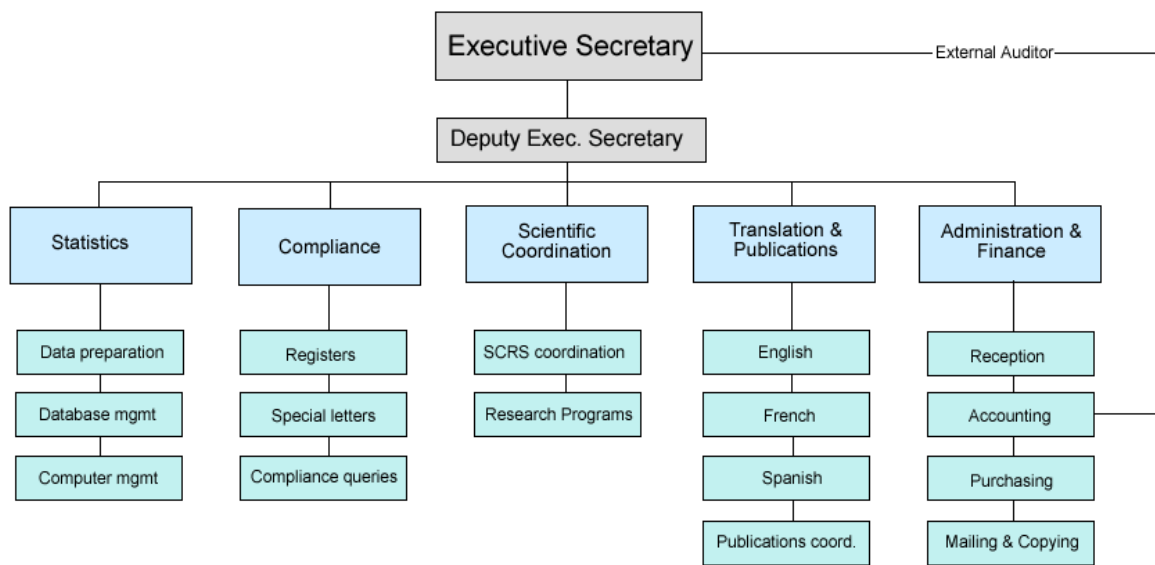 Executive Secretary
External Auditor
Deputy Exec. Secretary
Statistics
Compliance
Scientific
Coordination
Translation &
Publications
Administration &
Finance
Data preparation
Registers
SCRS coordination
English
Reception
Database mgmt
Special letters
Research Programs
French
Accounting
Computer mgmt
Compliance queries
Spanish
Purchasing
Publications coord.
Mailing & Copying